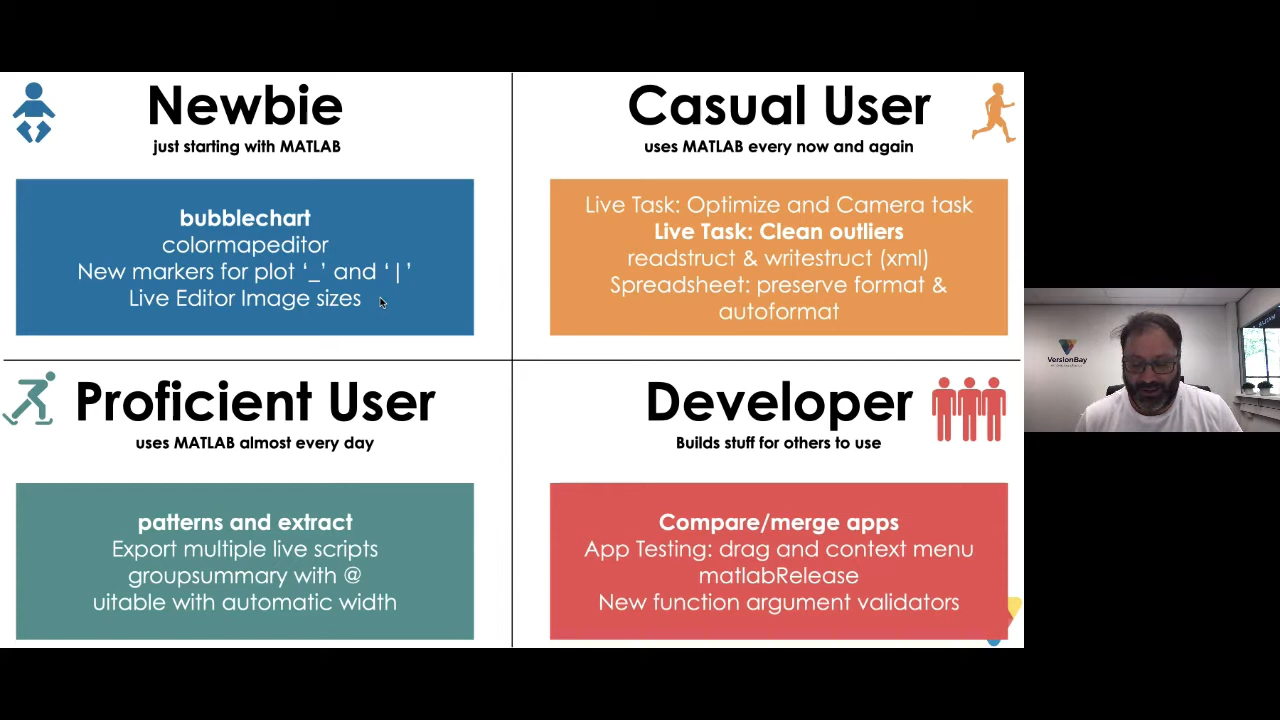 Newbie
just starting with MATLAB
bubblechart
colormapeditor
New markers for plot ‘_’ and ‘|’
Live Editor Image sizes
Casual User
uses MATLAB every now and again
Live Task: Optimize and Camera task
Live Task: Clean outliers
readstruct & writestruct (xml)
Spreadsheet: preserve format &
autoformat
Proficient User
uses MATLAB almost every day
patterns and extract
Export multiple live scripts
groupsummary with @
uitable with automatic width
Developer
Builds stuff for others to use
Compare/merge apps
App Testing: drag and context menu
matlabRelease
New function argument validators
VersionBay